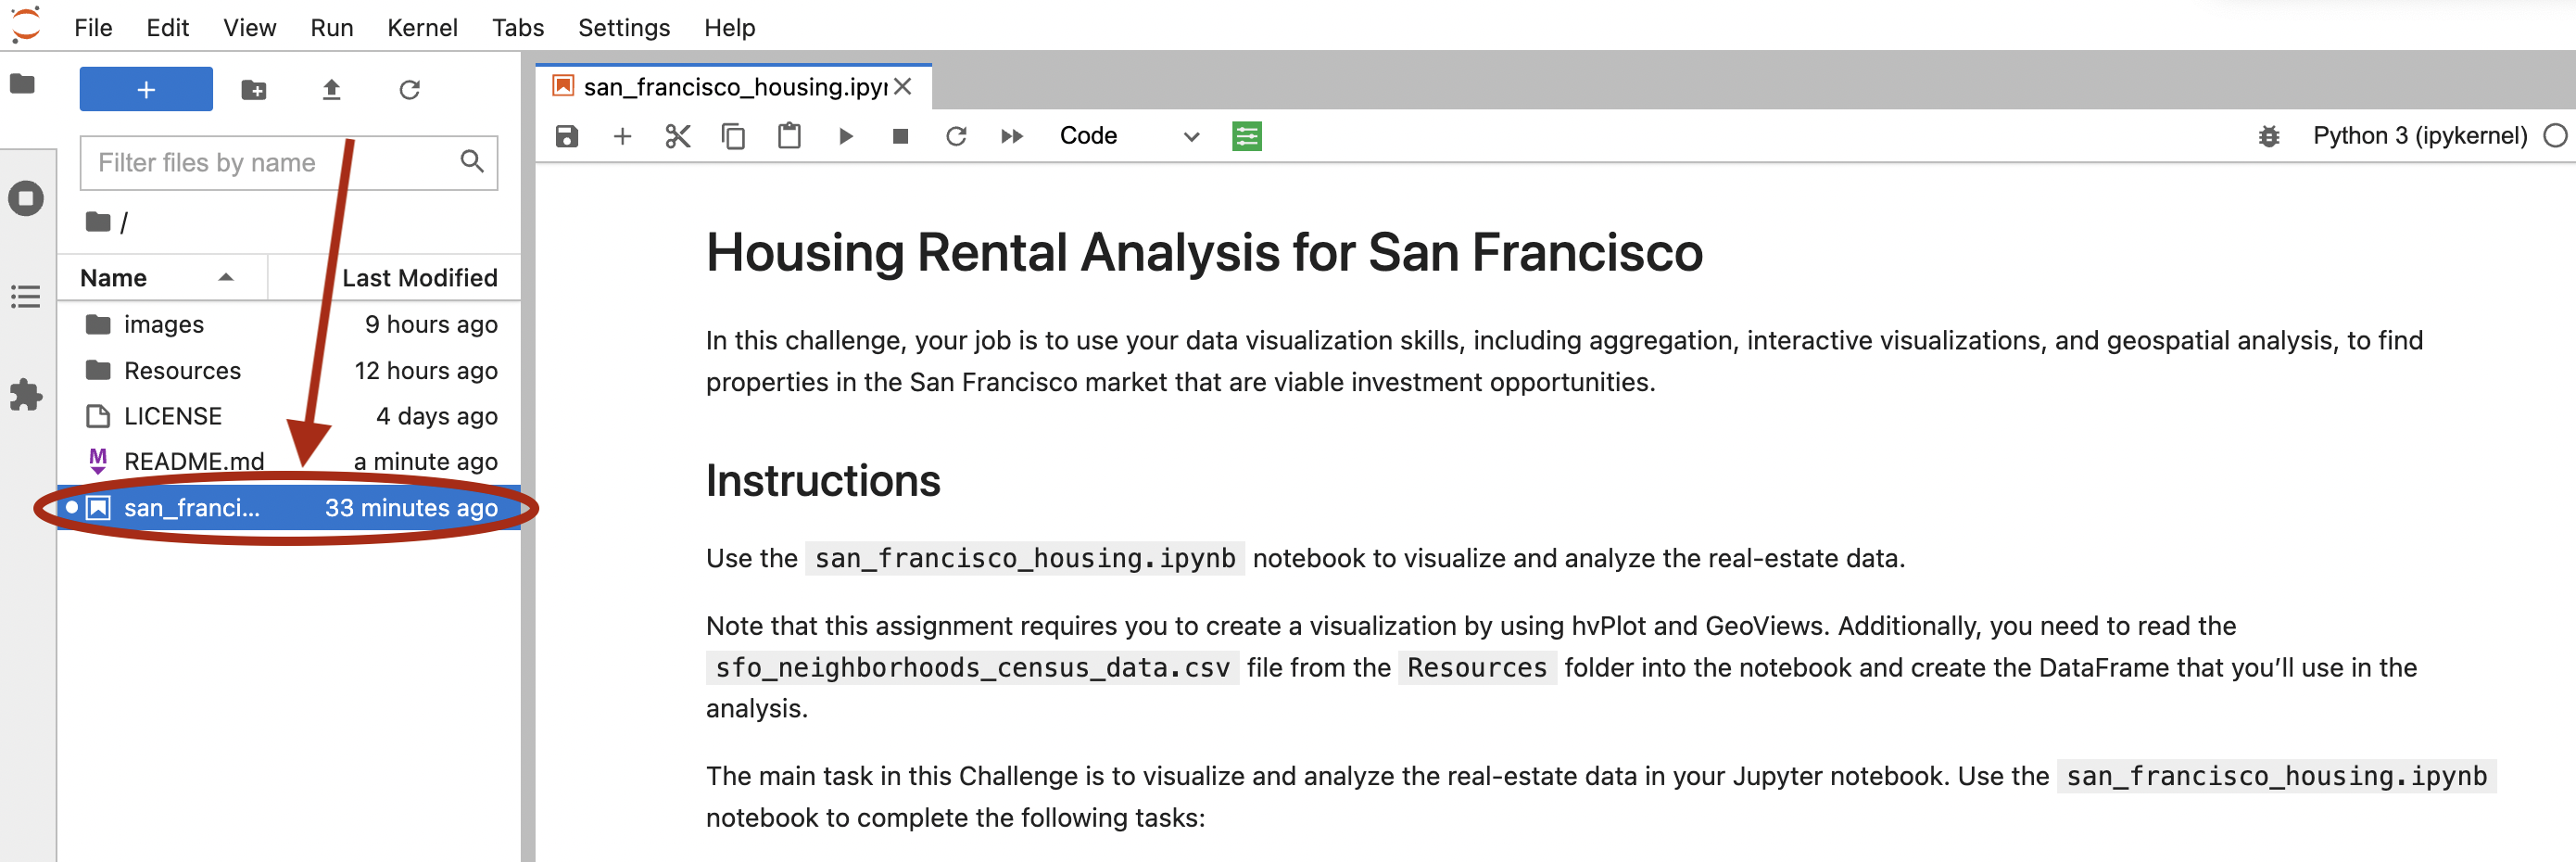 File Edit View Run Kernel Tabs Settings Help
+
Filter files by name
/
Name Last Modified
images 9 hours ago
Resources 12 hours ago
LICENSE 4 days ago
M README.md a minute ago
san_franci... 33 minutes ago
san_francisco_housing.ipyn
Code
Python 3 (ipykernel)
Housing Rental Analysis for San Francisco
In this challenge, your job is to use your data visualization skills, including aggregation, interactive visualizations, and geospatial analysis, to find
properties in the San Francisco market that are viable investment opportunities.
Instructions
Use the san_francisco_housing.ipynb notebook to visualize and analyze the real-estate data.
Note that this assignment requires you to create a visualization by using hvPlot and GeoViews. Additionally, you need to read the
sfo_neighborhoods_census_data.csv file from the Resources folder into the notebook and create the DataFrame that you’ll use in the
analysis.
The main task in this Challenge is to visualize and analyze the real-estate data in your Jupyter notebook. Use the san_francisco_housing.ipynb
notebook to complete the following tasks: